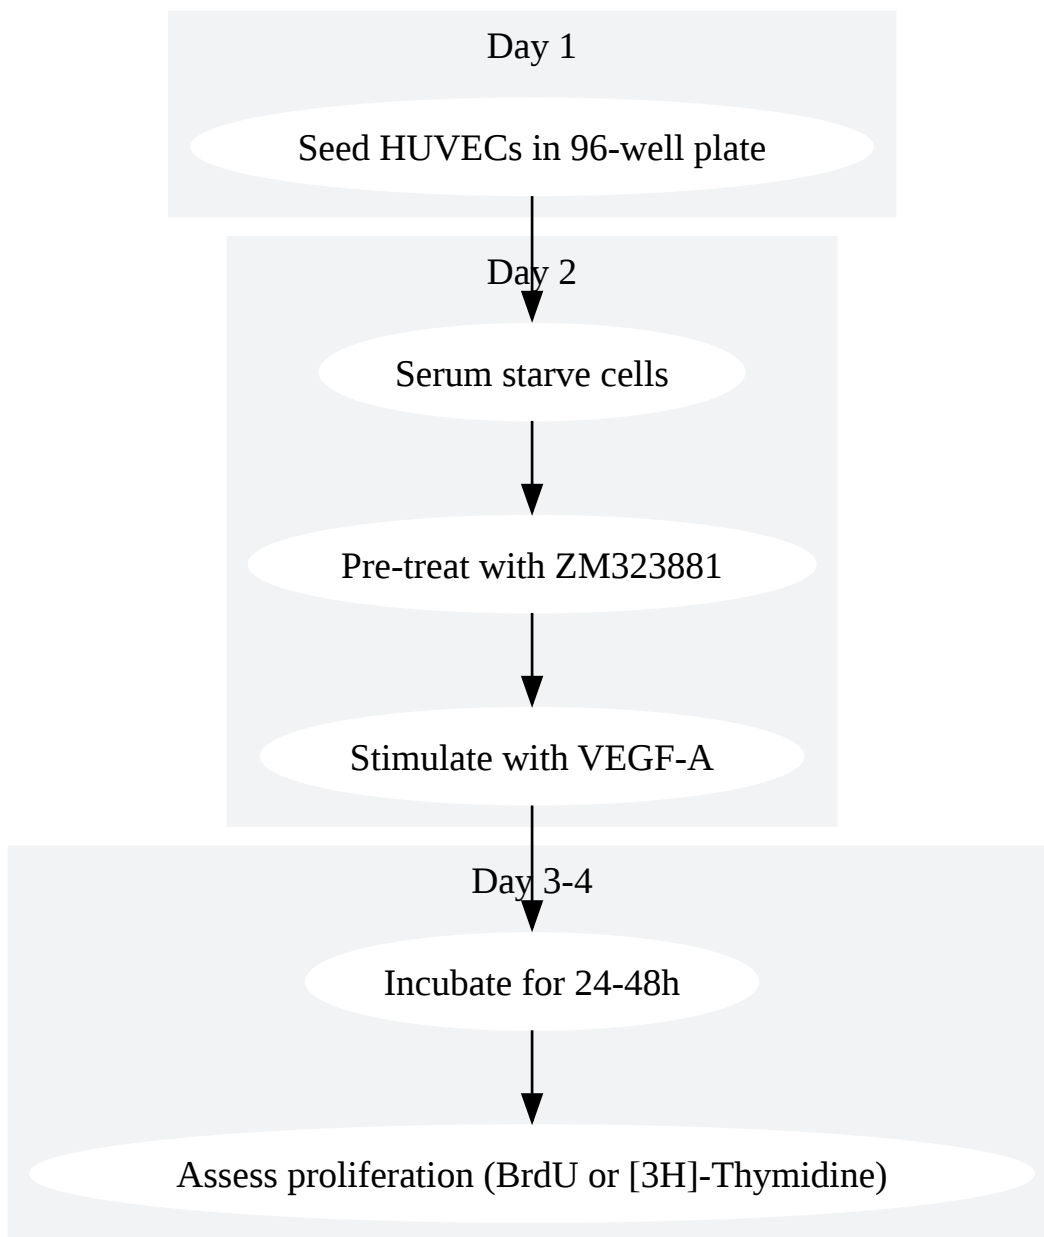 Day 1
Seed HUVECs in 96-well plate
Day 2
Serum starve cells
Pre-treat with ZM323881
Stimulate with VEGF-A
Day 3-4
Incubate for 24-48h
Assess proliferation (BrdU or [3H]-Thymidine)